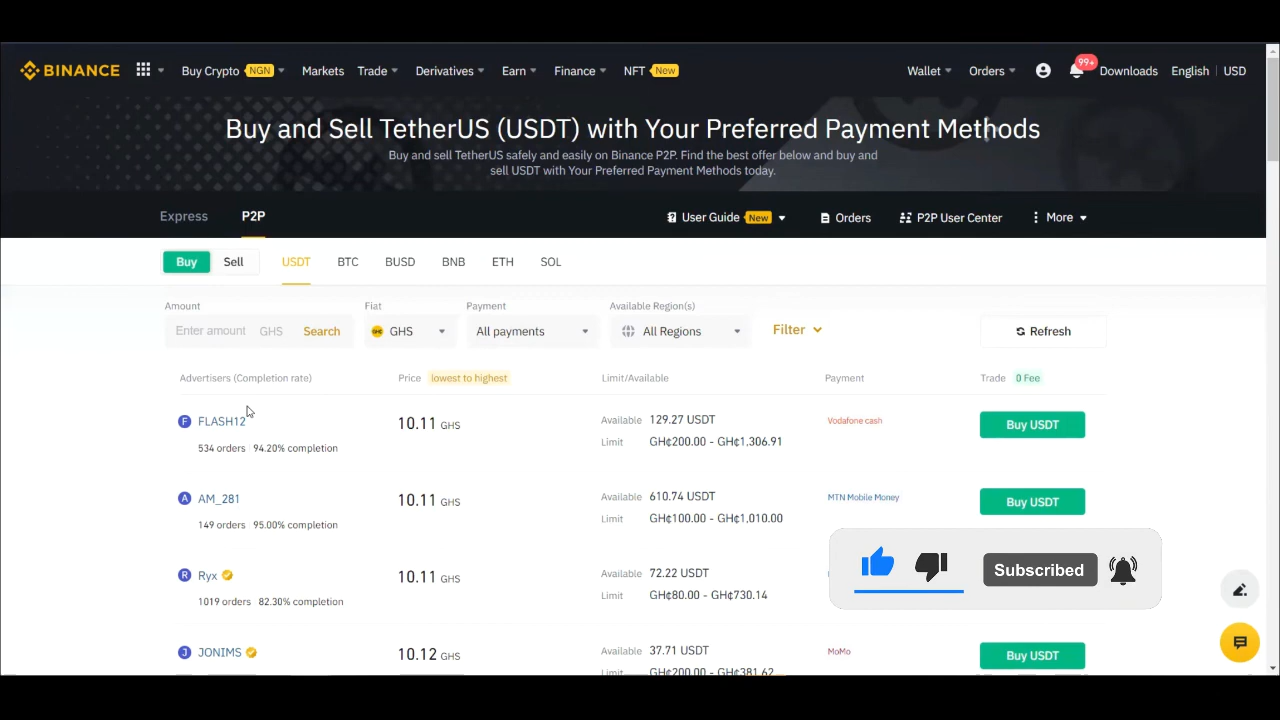 BINANCE Buy Crypto NGN Markets Trade Derivatives Earn Finance NFT New Wallet Orders 99+ Downloads English USD
Buy and Sell TetherUS (USDT) with Your Preferred Payment Methods
Buy and sell TetherUS safely and easily on Binance P2P. Find the best offer below and buy and
sell USDT with Your Preferred Payment Methods today.
Express P2P User Guide New Orders P2P User Center More
Buy Sell USDT BTC BUSD BNB ETH SOL
Amount Fiat Payment Available Region(s)
Enter amount GHS Search GHS All payments All Regions Filter Refresh
Advertisers (Completion rate) Price lowest to highest Limit/Available Payment Trade 0 Fee
F FLASH12 10.11 GHS Available 129.27 USDT Vodafone cash Buy USDT
534 orders 94.20% completion Limit GH₵200.00 - GH₵1,306.91
A AM_281 10.11 GHS Available 610.74 USDT MTN Mobile Money Buy USDT
149 orders 95.00% completion Limit GH₵100.00 - GH₵1,010.00
R Ryx 10.11 GHS Available 72.22 USDT
1019 orders 82.30% completion Limit GH₵80.00 - GH₵730.14
Subscribed
J JONIMS 10.12 GHS Available 37.71 USDT MoMo Buy USDT
Limit GH₵200.00 - GH₵381.62